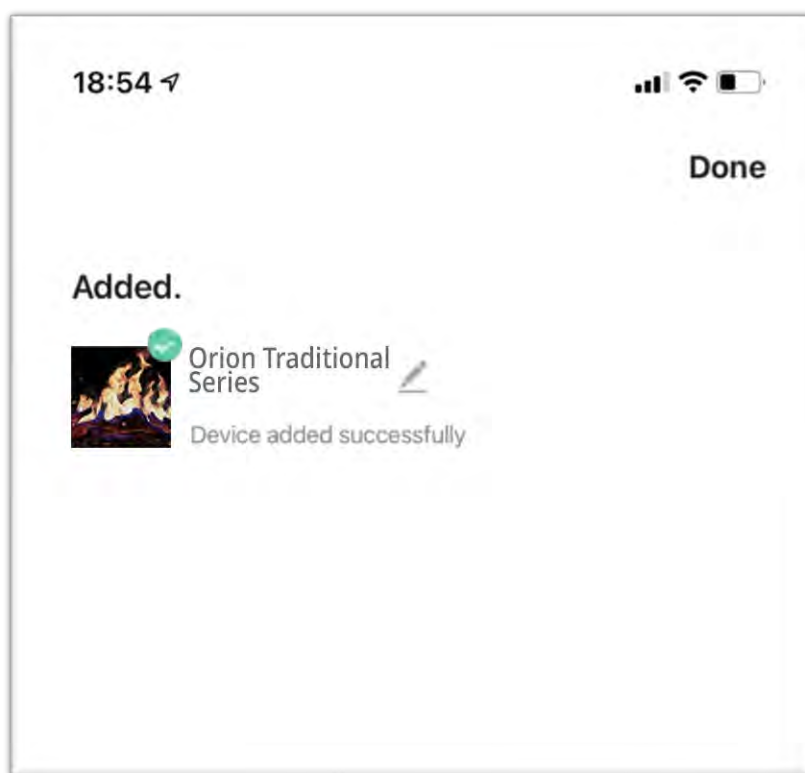 18:54
Done
Added.
Orion Traditional
Series
Device added successfully